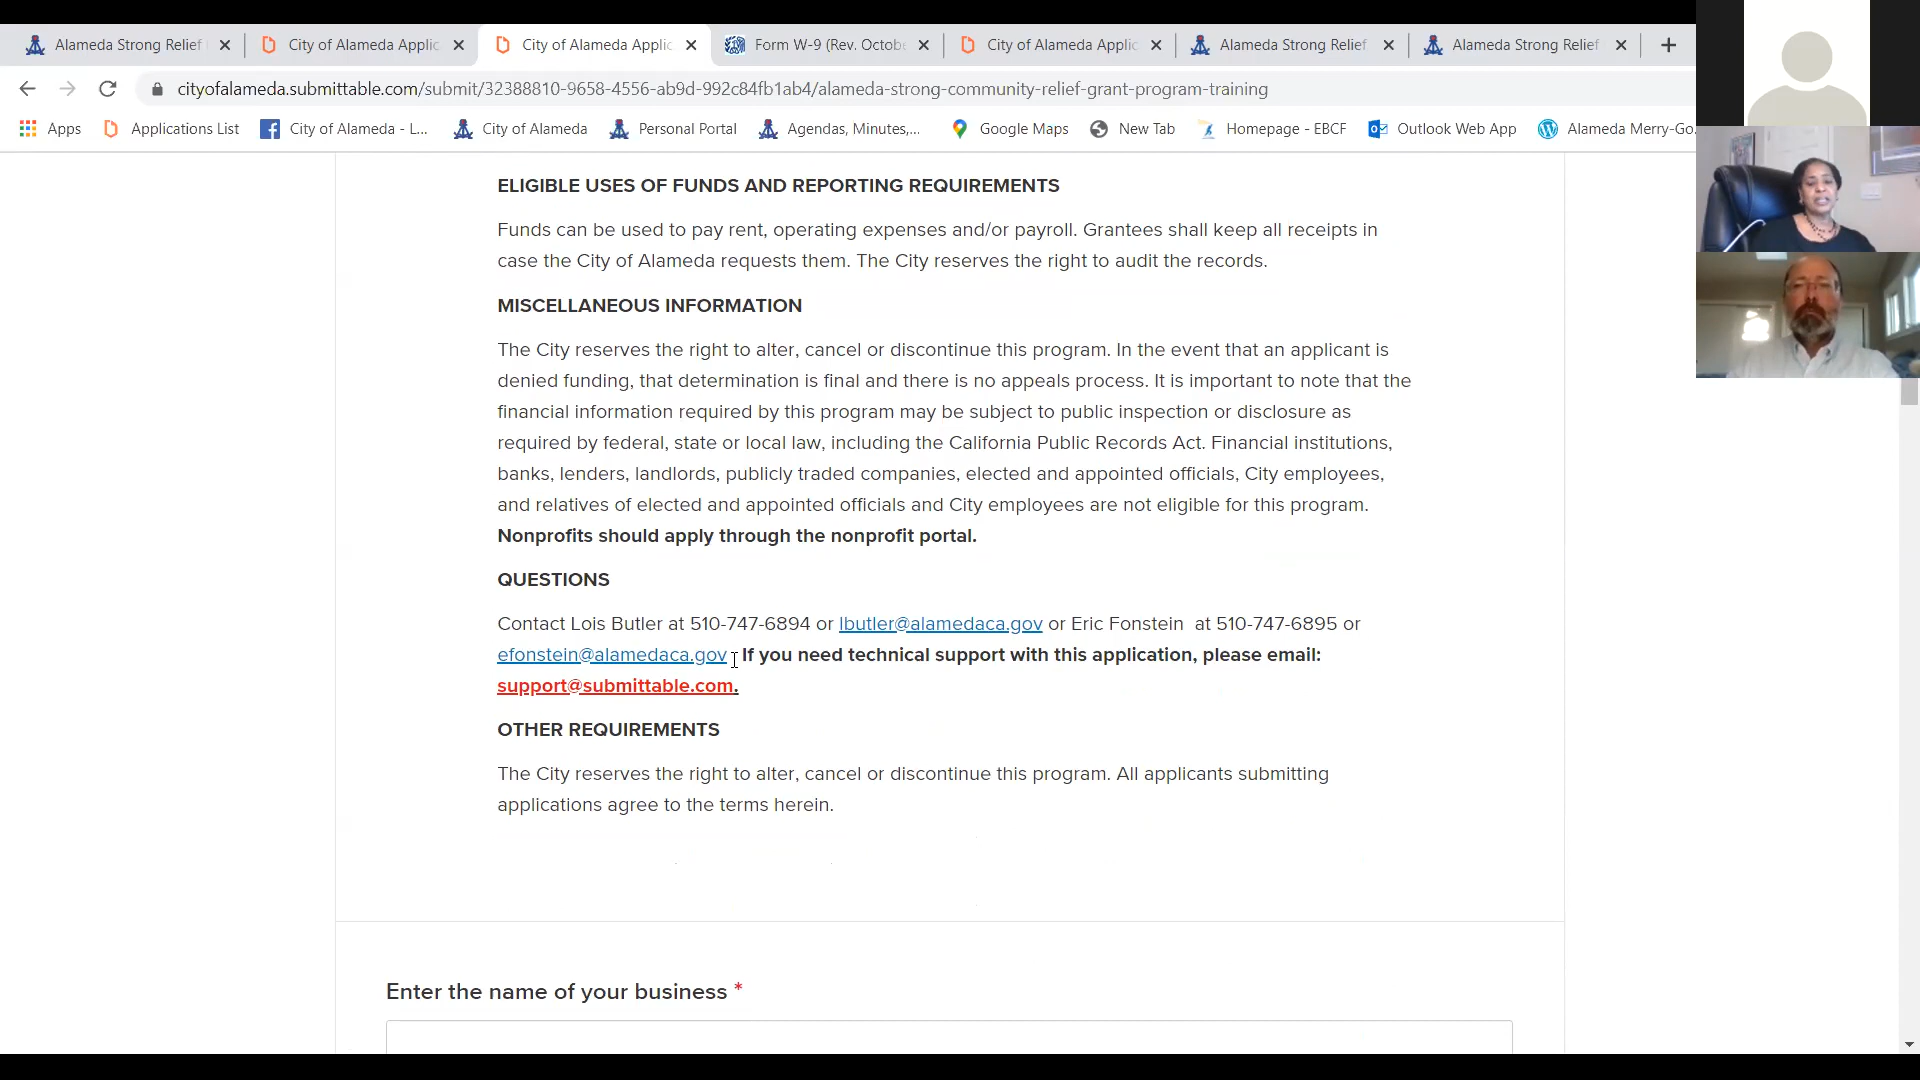 Alameda Strong Relief
City of Alameda Applic
City of Alameda Applic
Form W-9 (Rev. Octobe
City of Alameda Applic
Alameda Strong Relief
Alameda Strong Relief
cityofalameda.submittable.com/submit/32388810-9658-4556-ab9d-992c84fb1ab4/alameda-strong-community-relief-grant-program-training
Apps
Applications List
City of Alameda - L...
City of Alameda
Personal Portal
Agendas, Minutes,...
Google Maps
New Tab
Homepage - EBCF
Outlook Web App
Alameda Merry-Go.
ELIGIBLE USES OF FUNDS AND REPORTING REQUIREMENTS
Funds can be used to pay rent, operating expenses and/or payroll. Grantees shall keep all receipts in
case the City of Alameda requests them. The City reserves the right to audit the records.
MISCELLANEOUS INFORMATION
The City reserves the right to alter, cancel or discontinue this program. In the event that an applicant is
denied funding, that determination is final and there is no appeals process. It is important to note that the
financial information required by this program may be subject to public inspection or disclosure as
required by federal, state or local law, including the California Public Records Act. Financial institutions,
banks, lenders, landlords, publicly traded companies, elected and appointed officials, City employees,
and relatives of elected and appointed officials and City employees are not eligible for this program.
Nonprofits should apply through the nonprofit portal.
QUESTIONS
Contact Lois Butler at 510-747-6894 or lbutler@alamedaca.gov or Eric Fonstein at 510-747-6895 or
efonstein@alamedaca.gov If you need technical support with this application, please email:
support@submittable.com.
OTHER REQUIREMENTS
The City reserves the right to alter, cancel or discontinue this program. All applicants submitting
applications agree to the terms herein.
Enter the name of your business *